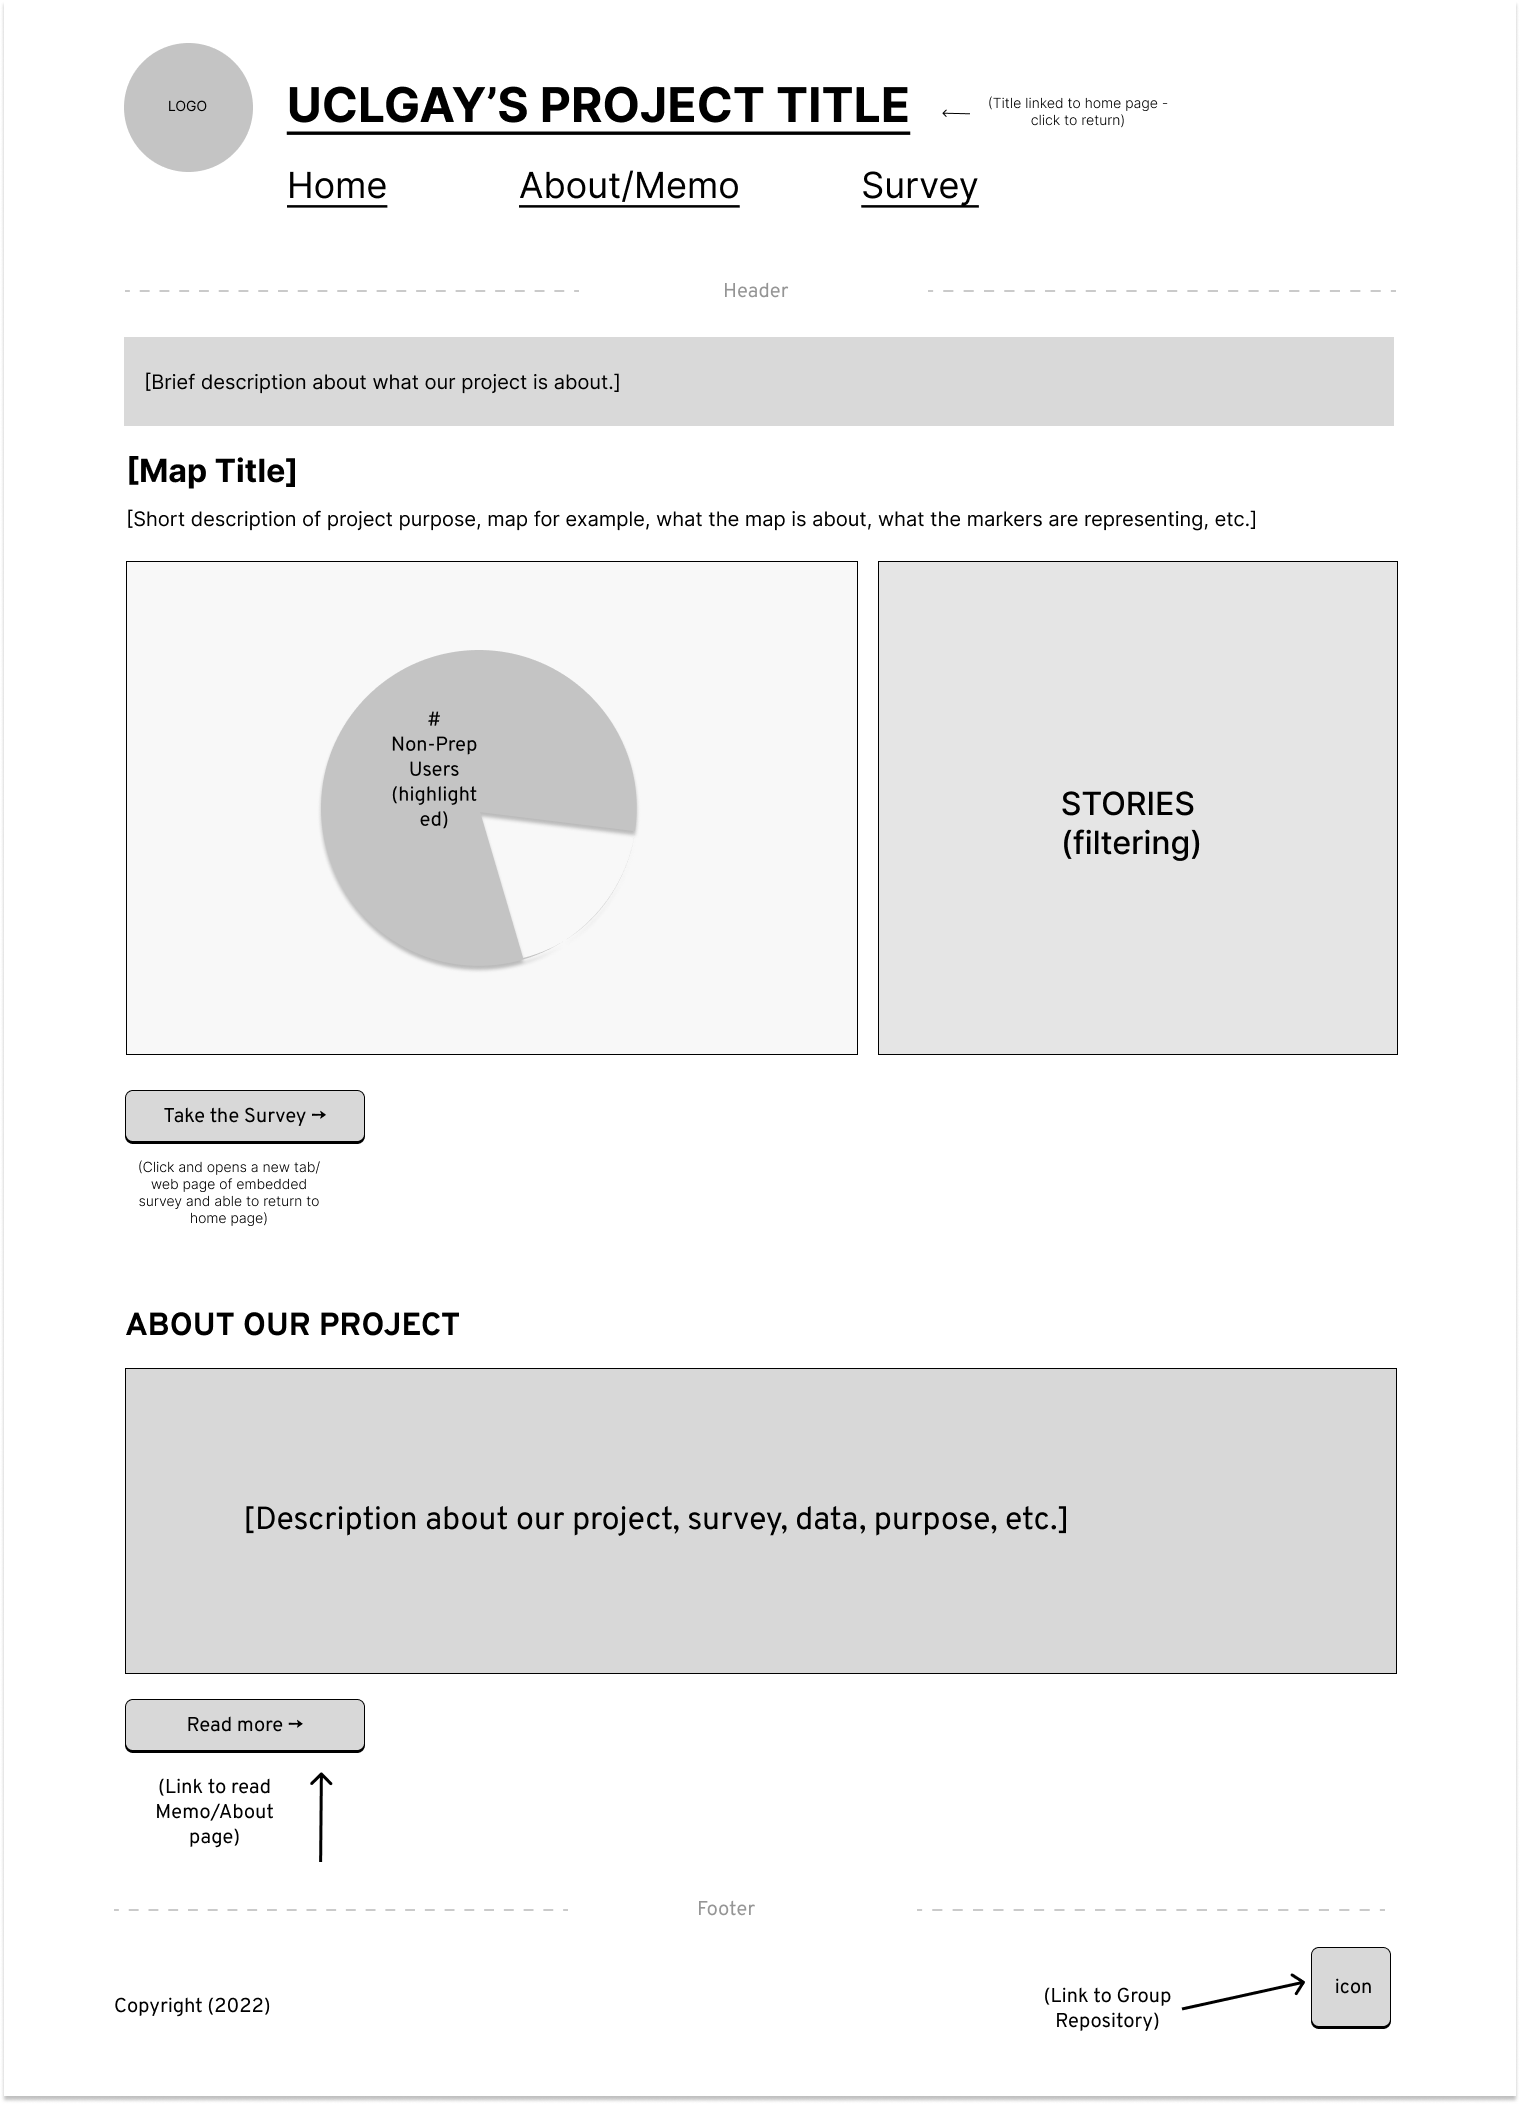 LOGO
UCLGAY’S PROJECT TITLE
(Title linked to home page -
click to return)
Home About/Memo Survey
Header
[Brief description about what our project is about.]
[Map Title]
[Short description of project purpose, map for example, what the map is about, what the markers are representing, etc.]
#
Non-Prep
Users
(highlight
ed)
STORIES
(filtering)
Take the Survey →
(Click and opens a new tab/
web page of embedded
survey and able to return to
home page)
ABOUT OUR PROJECT
[Description about our project, survey, data, purpose, etc.]
Read more →
(Link to read
Memo/About
page)
Footer
Copyright (2022)
(Link to Group
Repository)
icon